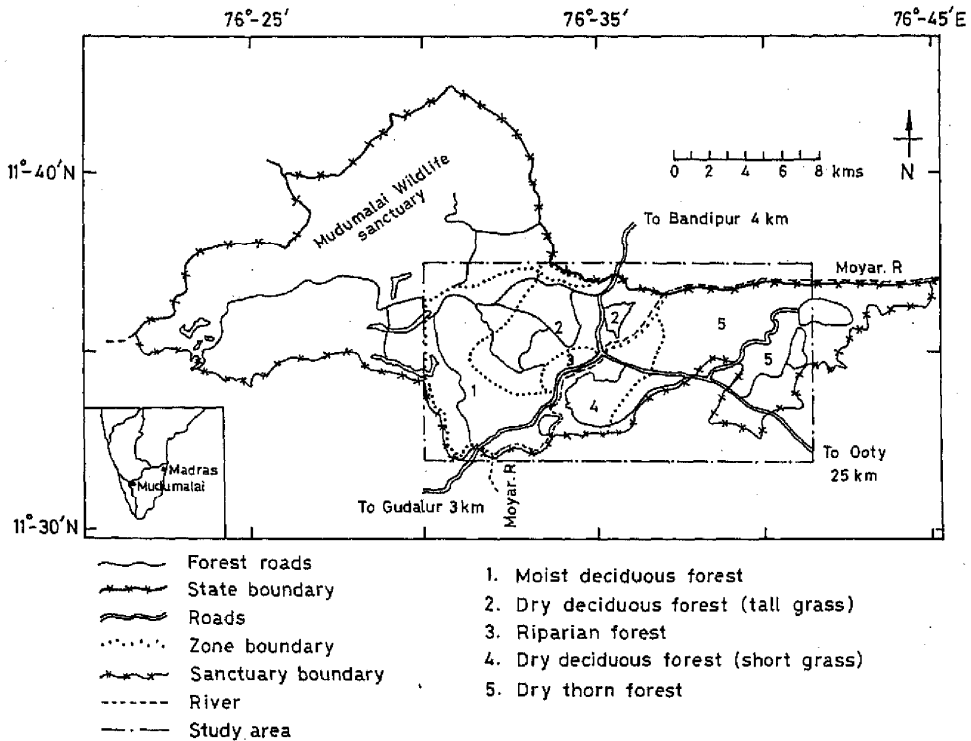 76°-25′ 76°-35′ 76°-45′E
11°-40′N
Mudumalai Wildlife
sanctuary
0 2 4 6 8 kms
N
To Bandipur 4 km
Moyar. R
2
2
5
5
3
1
4
To Ooty
25 km
To Gudalur 3 km
Moyar. R
Madras
Mudumalai
11°-30′N
Forest roads
State boundary
Roads
Zone boundary
Sanctuary boundary
River
Study area
1. Moist deciduous forest
2. Dry deciduous forest (tall grass)
3. Riparian forest
4. Dry deciduous forest (short grass)
5. Dry thorn forest